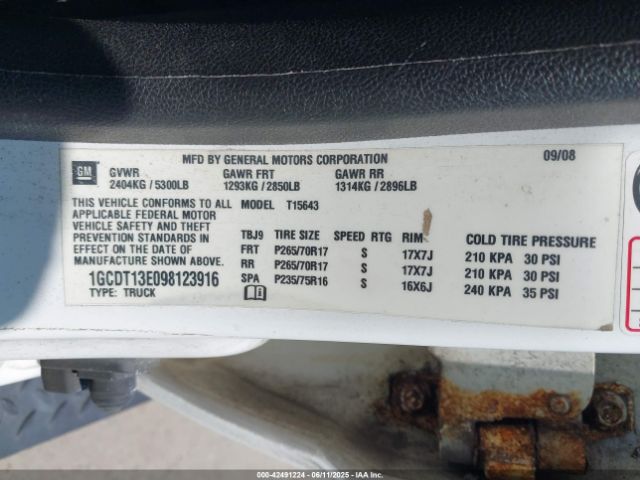 MFD BY GENERAL MOTORS CORPORATION 09/08
GM
GVWR GAWR FRT GAWR RR
2404KG / 5300LB 1293KG / 2850LB 1314KG / 2896LB
THIS VEHICLE CONFORMS TO ALL MODEL T15643
APPLICABLE FEDERAL MOTOR
VEHICLE SAFETY AND THEFT
PREVENTION STANDARDS IN
EFFECT ON THE DATE OF
MANUFACTURE SHOWN ABOVE.
1GCDT13E098123916
TYPE: TRUCK
TBJ9 TIRE SIZE SPEED RTG RIM COLD TIRE PRESSURE
FRT P265/70R17 S 17X7J 210 KPA 30 PSI
RR P265/70R17 S 17X7J 210 KPA 30 PSI
SPA P235/75R16 S 16X6J 240 KPA 35 PSI
000-42491224 - 06/11/2025 - IAA Inc.